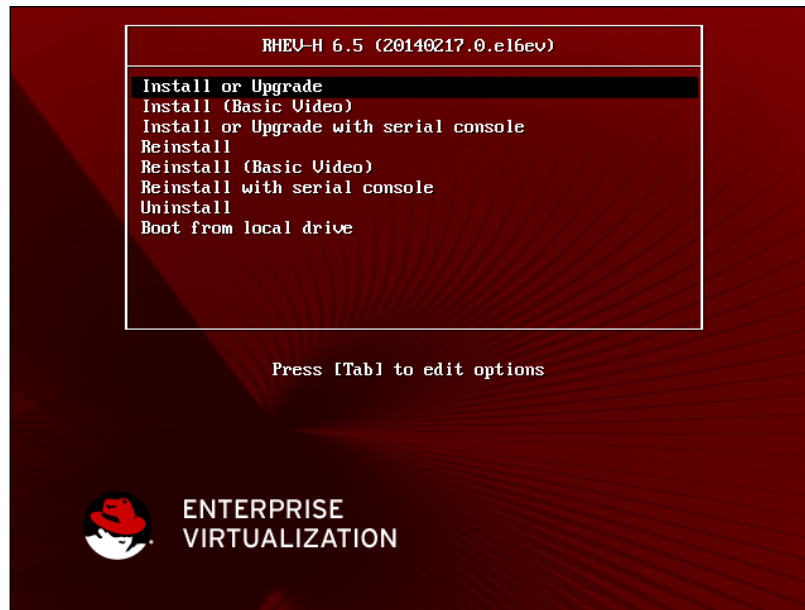 RHEV-H 6.5 (20140217.0.el6ev)
Install or Upgrade
Install (Basic Video)
Install or Upgrade with serial console
Reinstall
Reinstall (Basic Video)
Reinstall with serial console
Uninstall
Boot from local drive
Press [Tab] to edit options
ENTERPRISE
VIRTUALIZATION